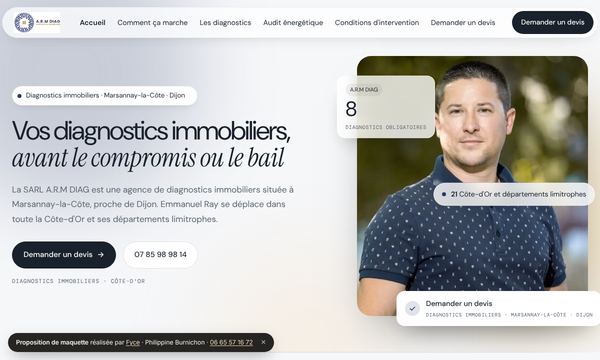 A.R.M DIAG
Accueil
Comment ça marche
Les diagnostics
Audit énergétique
Conditions d'intervention
Demander un devis
Demander un devis
Diagnostics immobiliers · Marsannay-la-Côte · Dijon
Vos diagnostics immobiliers,
avant le compromis ou le bail
La SARL A.R.M DIAG est une agence de diagnostics immobiliers située à
Marsannay-la-Côte, proche de Dijon. Emmanuel Ray se déplace dans
toute la Côte-d'Or et ses départements limitrophes.
Demander un devis →
07 85 98 98 14
DIAGNOSTICS IMMOBILIERS · CÔTE-D'OR
A.R.M DIAG
8
DIAGNOSTICS OBLIGATOIRES
21 Côte-d'Or et départements limitrophes
Demander un devis
DIAGNOSTICS IMMOBILIERS · MARSANNAY-LA-CÔTE · DIJON
Proposition de maquette réalisée par Fyce · Philippine Burnichon · 06 65 57 16 72 ×